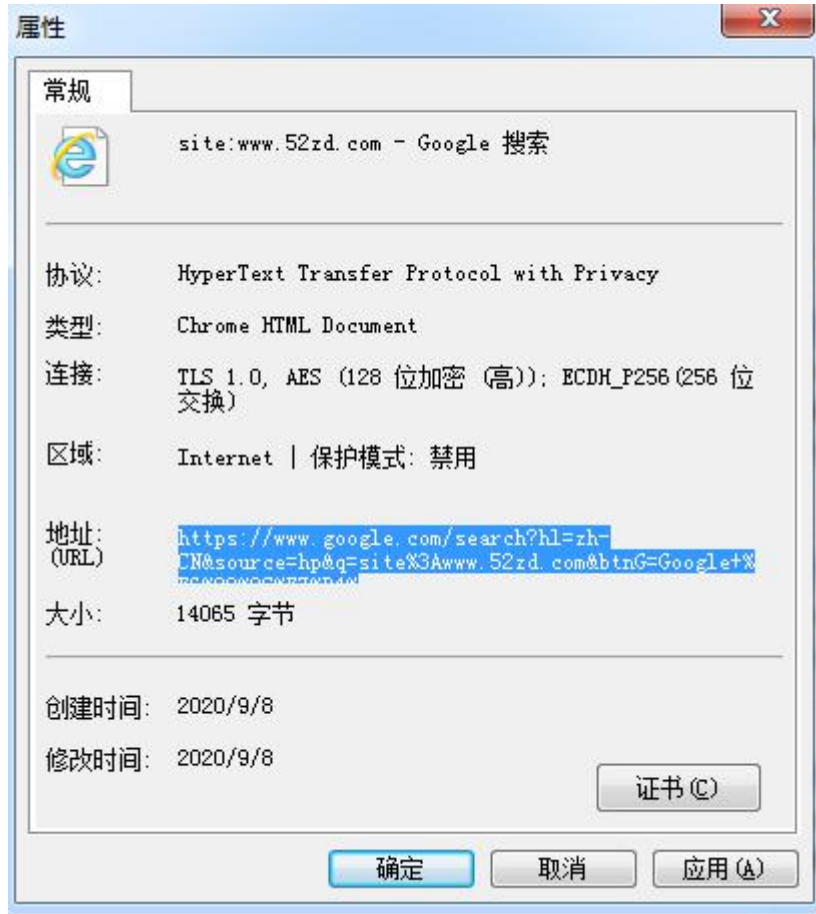 属性
常规
site:www.52zd.com - Google 搜索
协议: HyperText Transfer Protocol with Privacy
类型: Chrome HTML Document
连接: TLS 1.0, AES (128 位加密 (高)); ECDH_P256(256 位
交换)
区域: Internet | 保护模式: 禁用
地址: https://www.google.com/search?hl=zh-
(URL) CN&source=hp&q=site%3Awww.52zd.com&btnG=Google+%
大小: 14065 字节
创建时间: 2020/9/8
修改时间: 2020/9/8
证书(C)
确定 取消 应用(A)